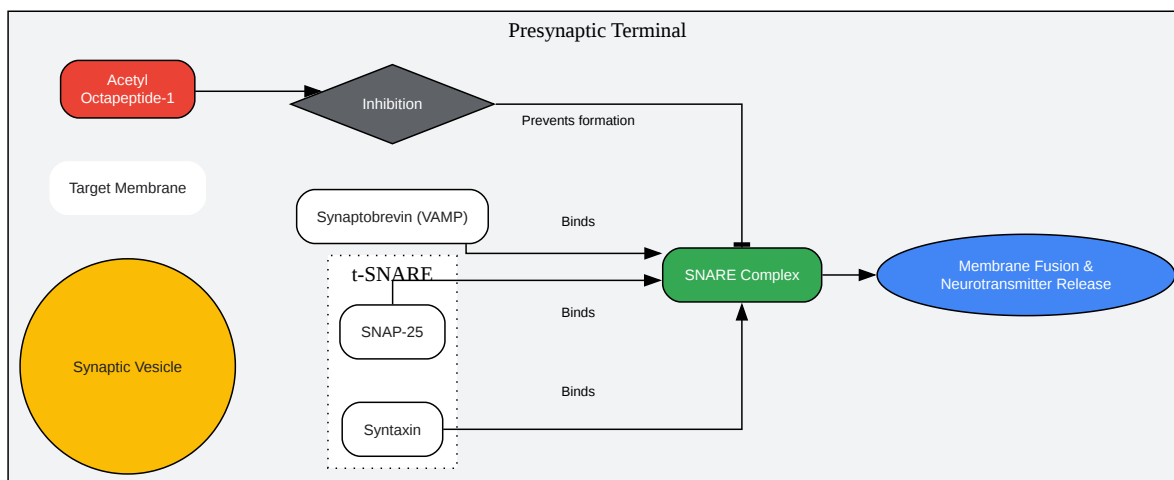 Presynaptic Terminal
Acetyl
Octapeptide-1
Inhibition
Prevents formation
Target Membrane
Synaptobrevin (VAMP)
Binds
t-SNARE
SNARE Complex
Membrane Fusion &
Neurotransmitter Release
SNAP-25
Binds
Synaptic Vesicle
Binds
Syntaxin